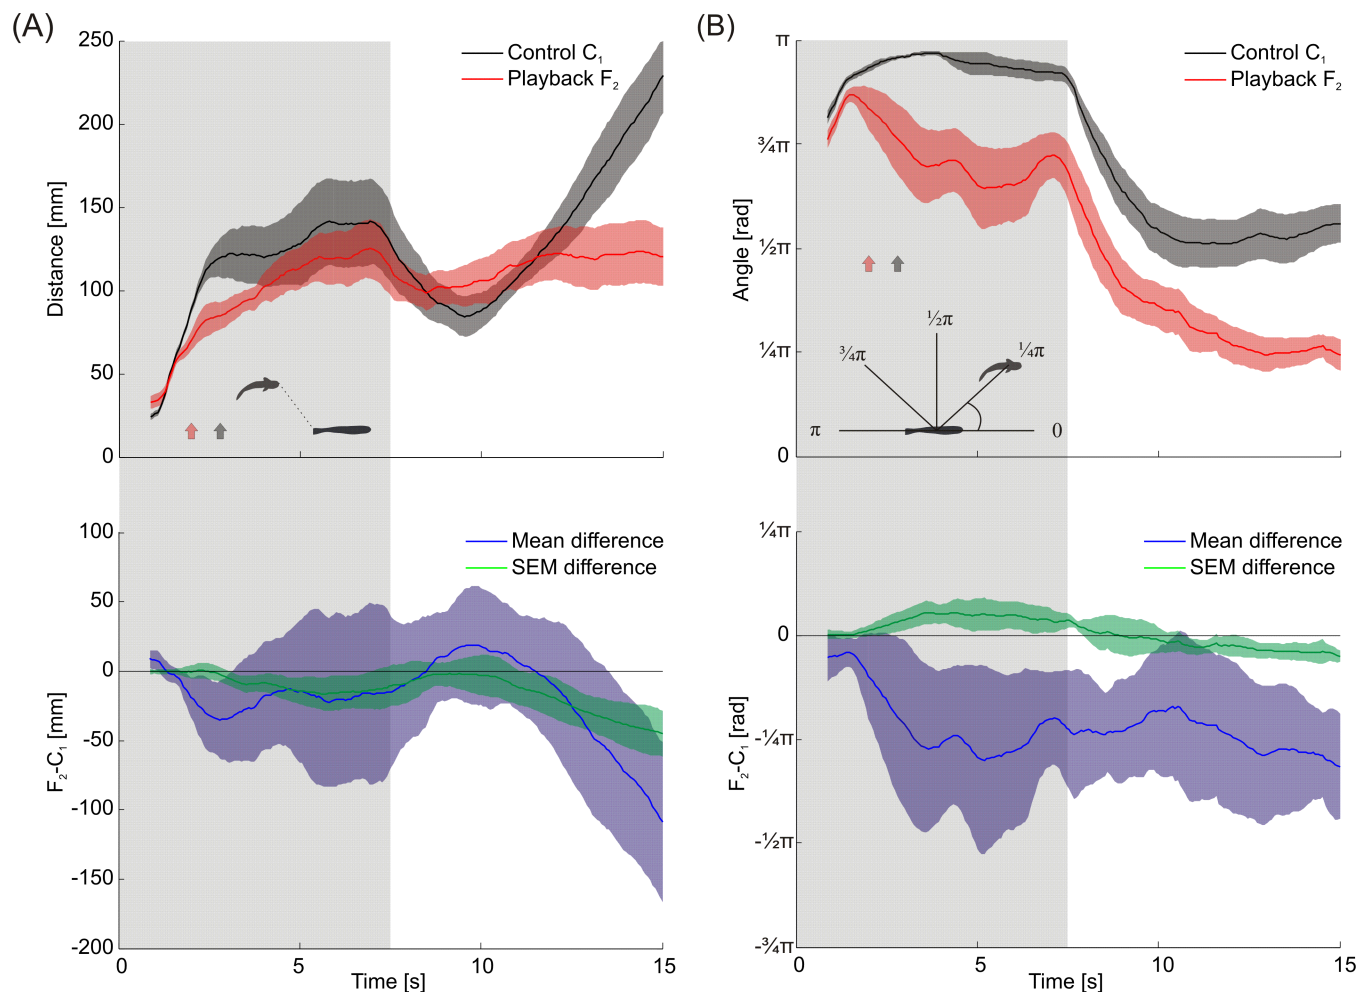 (A)
250
200
150
100
50
0
Distance [mm]
Control C₁
Playback F₂
100
50
0
-50
-100
-150
-200
F₂-C₁ [mm]
Mean difference
SEM difference
0
5
10
15
Time [s]
(B)
π
¾π
½π
¼π
0
Angle [rad]
Control C₁
Playback F₂
π
¾π
½π
¼π
0
¼π
0
-¼π
-½π
-¾π
F₂-C₁ [rad]
Mean difference
SEM difference
0
5
10
15
Time [s]